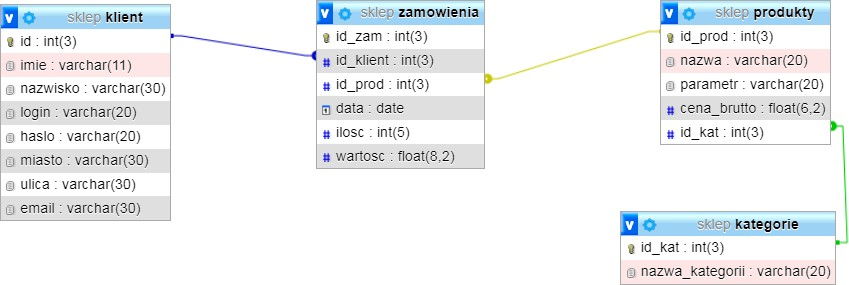 sklep klient
id : int(3)
imie : varchar(11)
nazwisko : varchar(30)
login : varchar(20)
haslo : varchar(20)
miasto : varchar(30)
ulica : varchar(30)
email : varchar(30)
sklep zamowienia
id_zam : int(3)
id_klient : int(3)
id_prod : int(3)
data : date
ilosc : int(5)
wartosc : float(8,2)
sklep produkty
id_prod : int(3)
nazwa : varchar(20)
parametr : varchar(20)
cena_brutto : float(6,2)
id_kat : int(3)
sklep kategorie
id_kat : int(3)
nazwa_kategorii : varchar(20)